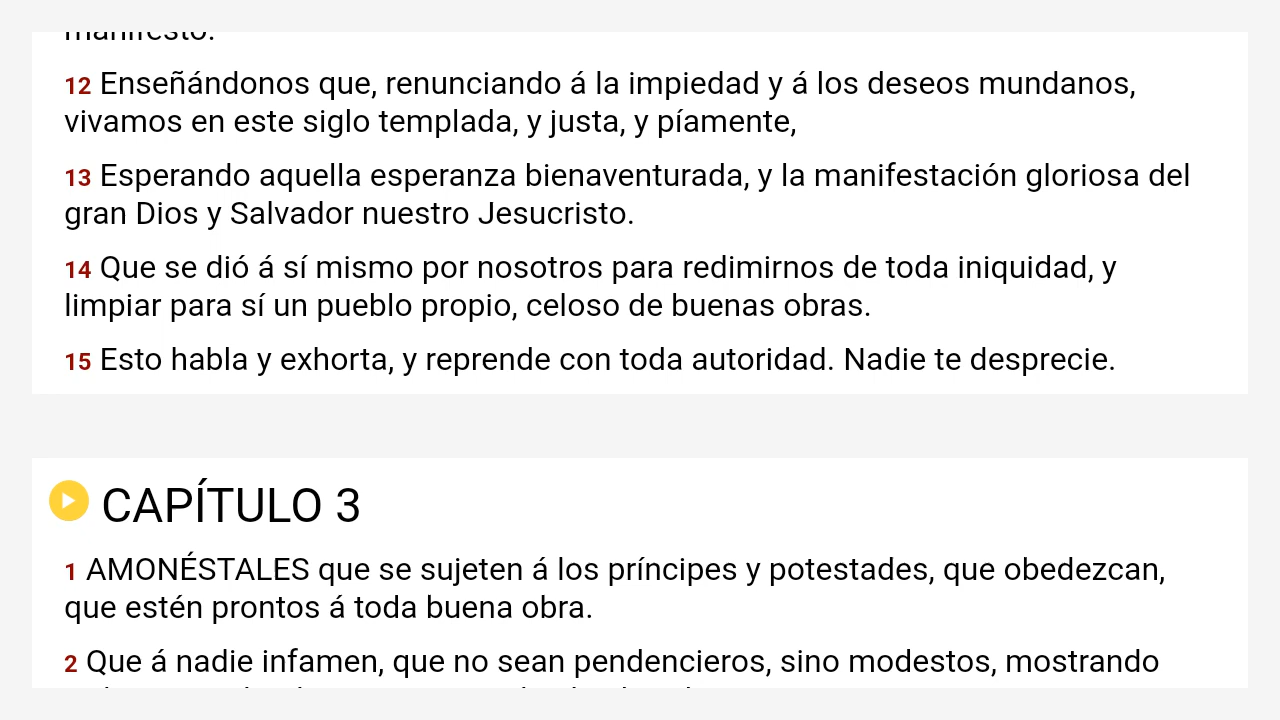 manifesto.
12 Enseñándonos que, renunciando á la impiedad y á los deseos mundanos,
vivamos en este siglo templada, y justa, y píamente,
13 Esperando aquella esperanza bienaventurada, y la manifestación gloriosa del
gran Dios y Salvador nuestro Jesucristo.
14 Que se dió á sí mismo por nosotros para redimirnos de toda iniquidad, y
limpiar para sí un pueblo propio, celoso de buenas obras.
15 Esto habla y exhorta, y reprende con toda autoridad. Nadie te desprecie.
CAPÍTULO 3
1 AMONÉSTALES que se sujeten á los príncipes y potestades, que obedezcan,
que estén prontos á toda buena obra.
2 Que á nadie infamen, que no sean pendencieros, sino modestos, mostrando